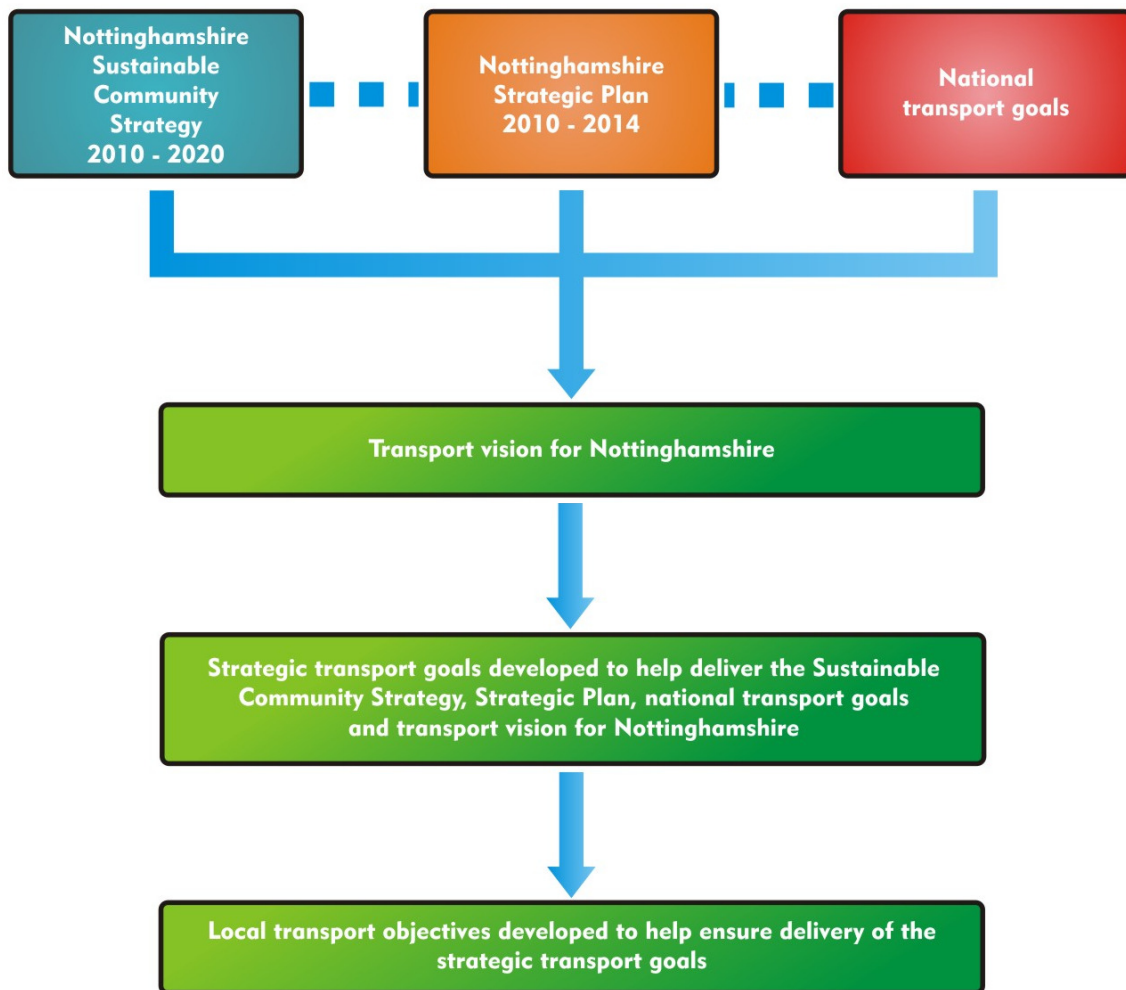 Nottinghamshire
Sustainable
Community
Strategy
2010 - 2020
Nottinghamshire
Strategic Plan
2010 - 2014
National
transport goals
Transport vision for Nottinghamshire
Strategic transport goals developed to help deliver the Sustainable
Community Strategy, Strategic Plan, national transport goals
and transport vision for Nottinghamshire
Local transport objectives developed to help ensure delivery of the
strategic transport goals